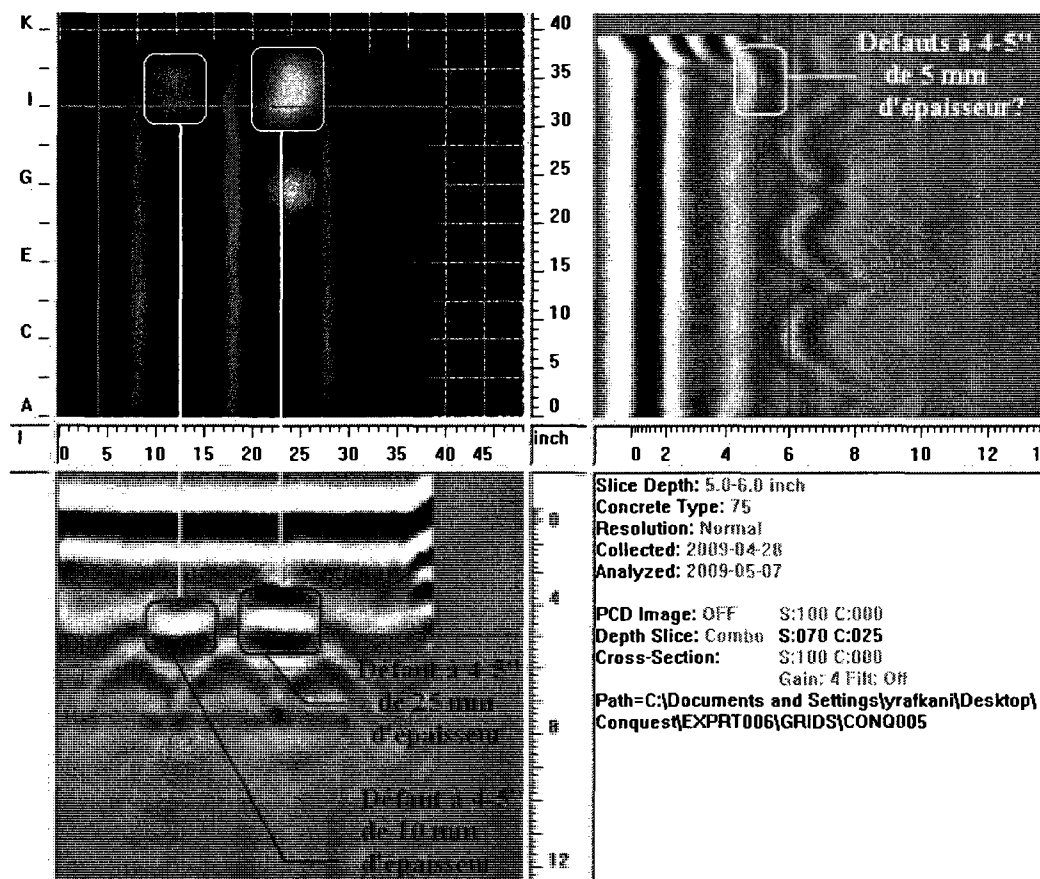 K
I
G
E
C
A
40
35
30
25
20
15
10
5
0
Défauts à 4-5"
de 5 mm
d'épaisseur?
I
0 5 10 15 20 25 30 35 40 45
inch
0 2 4 6 8 10 12
0
4
8
12
Défaut à 4-5"
de 25 mm
d'épaisseur
Défaut à 4-5"
de 10 mm
d'épaisseur
Slice Depth: 5.0-6.0 inch
Concrete Type: 75
Resolution: Normal
Collected: 2009-04-28
Analyzed: 2009-05-07
PCD Image: OFF S:100 C:000
Depth Slice: Combo S:070 C:025
Cross-Section: S:100 C:000
Gain: 4 Filt: Off
Path=C:\Documents and Settings\yrafkani\Desktop\
Conquest\EXPRT006\GRIDS\CONQ005